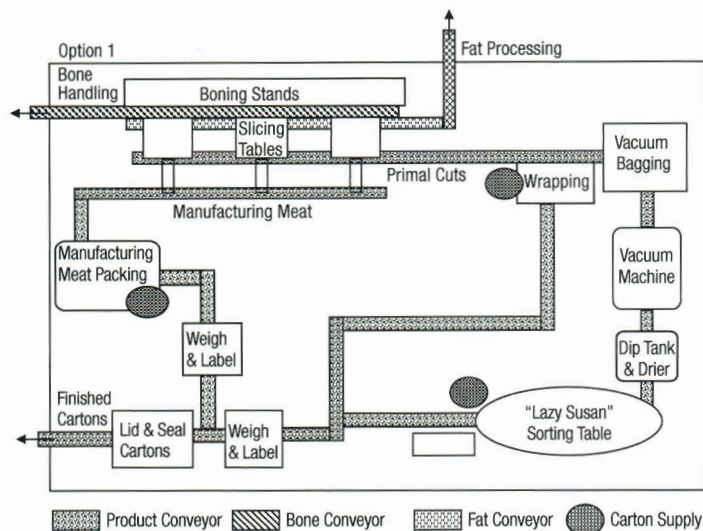 Option 1
Fat Processing
Bone
Handling
Boning Stands
Slicing
Tables
Vacuum
Bagging
Primal Cuts
Wrapping
Manufacturing Meat
Manufacturing
Meat Packing
Vacuum
Machine
Weigh
& Label
Dip Tank
& Drier
Finished
Cartons
Lid & Seal
Cartons
Weigh
& Label
"Lazy Susan"
Sorting Table
Product Conveyor
Bone Conveyor
Fat Conveyor
Carton Supply